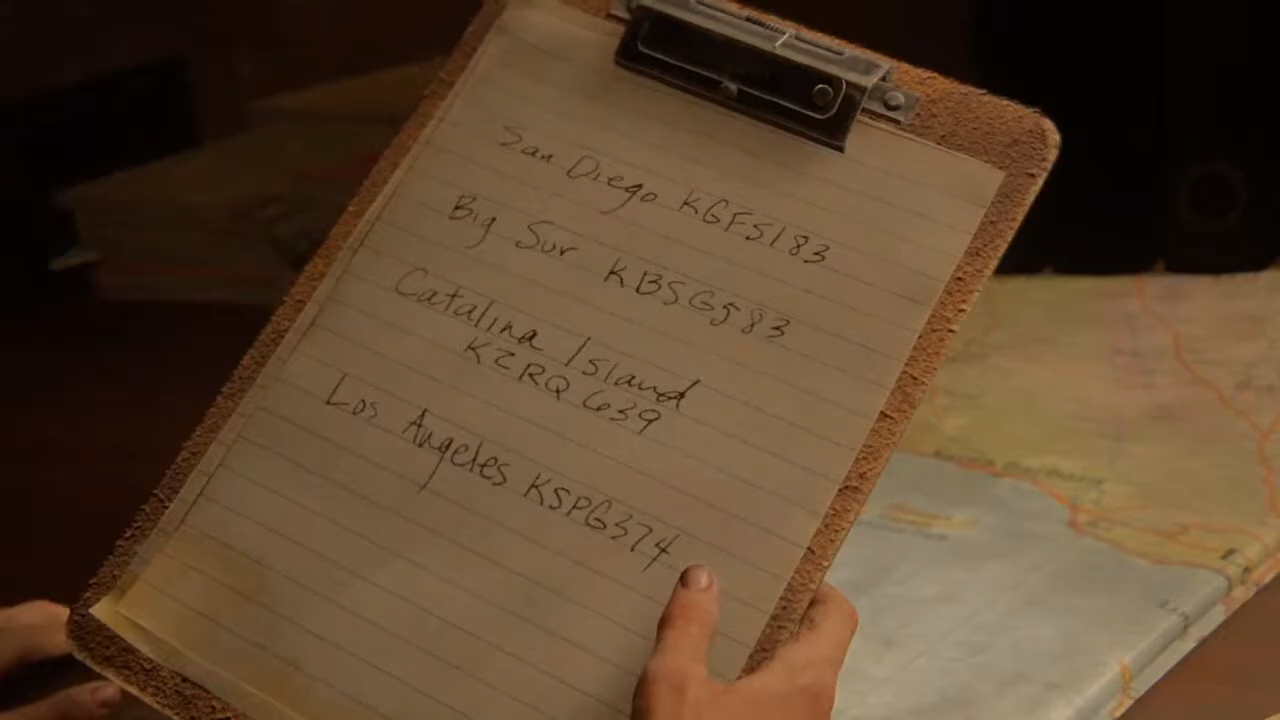 San Diego KGFS183
Big Sur KBSG583
Catalina Island
KZRQ 639
Los Angeles KSPG374